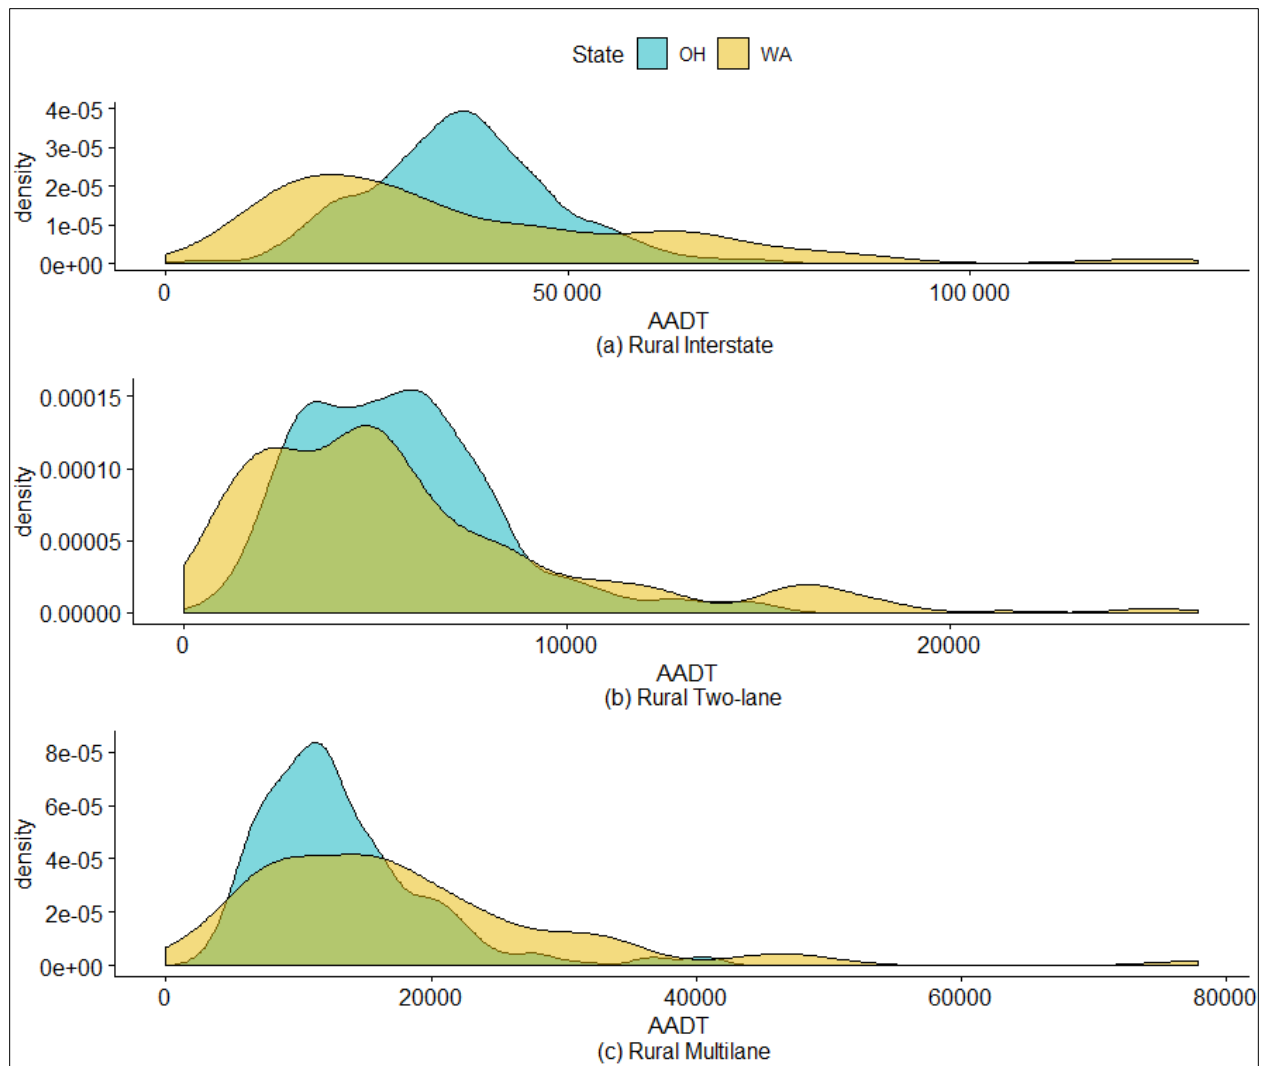 State OH WA
4e-05
3e-05
2e-05
1e-05
0e+00
density
0 50 000 100 000
AADT
(a) Rural Interstate
0.00015
0.00010
0.00005
0.00000
density
0 10000 20000
AADT
(b) Rural Two-lane
8e-05
6e-05
4e-05
2e-05
0e+00
density
0 20000 40000 60000 80000
AADT
(c) Rural Multilane